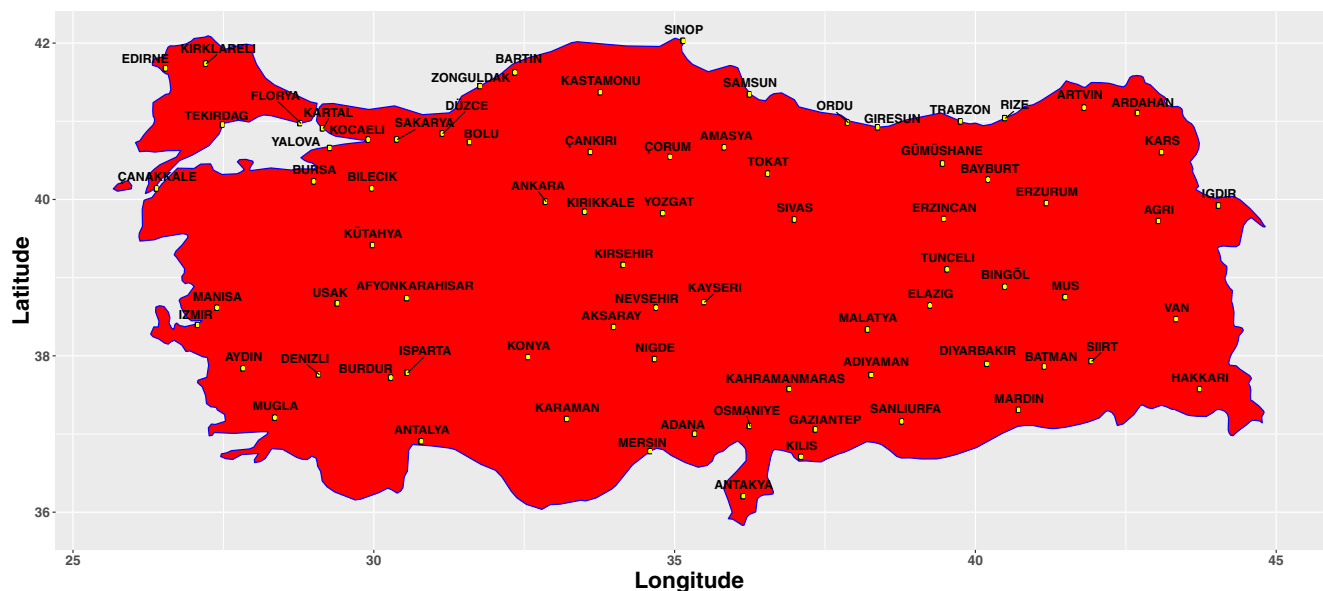 SINOP
42
KIRKLARELI
EDIRNE
BARTIN
ZONGULDAK
KASTAMONU
SAMSUN
FLORYA
KARTAL
DÜZCE
ORDU
TRABZON
RIZE
ARTVIN
ARDAHAN
TEKIRDAG
KOCAELI
SAKARYA
GIRESUN
YALOVA
BOLU
ÇANKIRI
ÇORUM
AMASYA
KARS
GÜMÜSHANE
TOKAT
BAYBURT
BURSA
BILECIK
ÇANAKKALE
ANKARA
40
KIRIKKALE
YOZGAT
SIVAS
ERZINCAN
ERZURUM
AGRI
IGDIR
KÜTAHYA
KIRSEHIR
TUNCELI
BINGÖL
MANISA
USAK
AFYONKARAHISAR
KAYSERI
NEVSEHIR
ELAZIG
MUS
IZMIR
AKSARAY
MALATYA
VAN
38
AYDIN
DENIZLI
ISPARTA
BURDUR
KONYA
NIGDE
ADIYAMAN
DIYARBAKIR
BATMAN
SIIRT
KAHRAMANMARAS
HAKKARI
MUGLA
KARAMAN
OSMANIYE
SANLIURFA
MARDIN
ANTALYA
ADANA
GAZIANTEP
MERSIN
KILIS
ANTAKYA
36
25
30
35
40
45
Longitude
Latitude